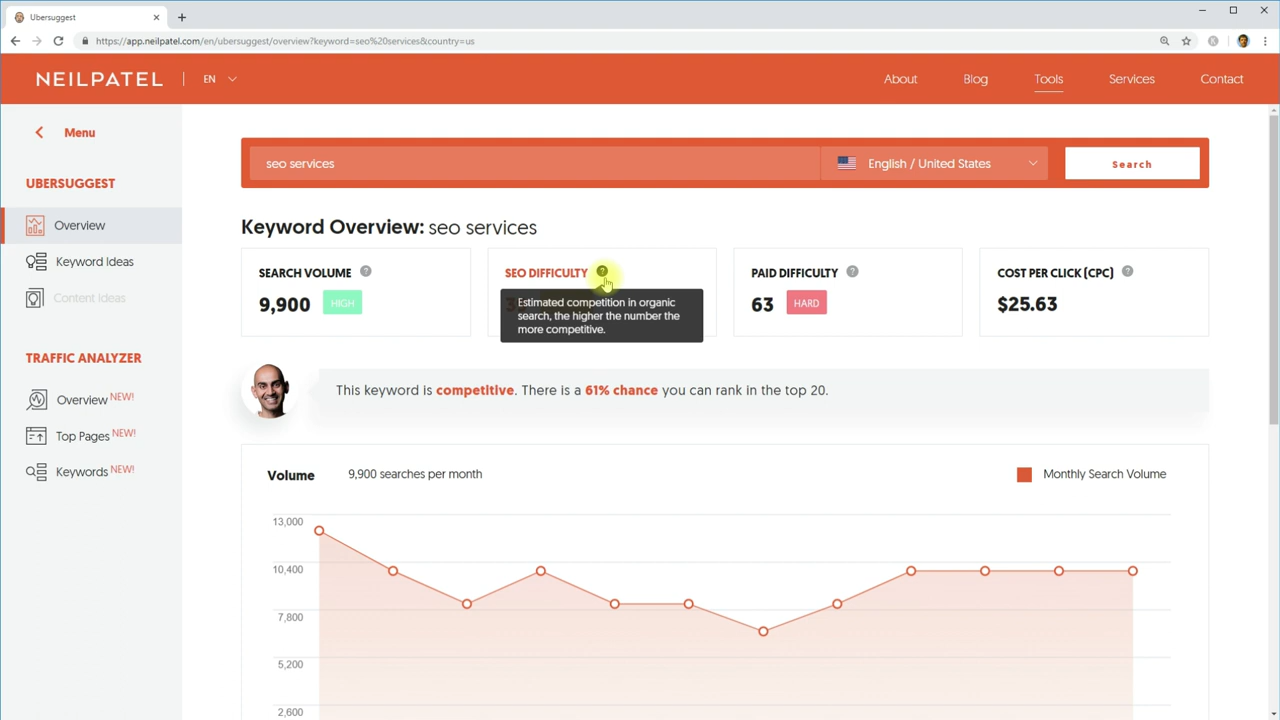 Ubersuggest
https://app.neilpatel.com/en/ubersuggest/overview?keyword=seo%20services&country=us
NEILPATEL
EN
About
Blog
Tools
Services
Contact
Menu
UBERSUGGEST
Overview
Keyword Ideas
Content Ideas
TRAFFIC ANALYZER
Overview NEW!
Top Pages NEW!
Keywords NEW!
seo services
English / United States
Search
Keyword Overview: seo services
SEARCH VOLUME ?
9,900 HIGH
SEO DIFFICULTY ?
Estimated competition in organic
search, the higher the number the
more competitive.
PAID DIFFICULTY ?
63 HARD
COST PER CLICK (CPC) ?
$25.63
This keyword is competitive. There is a 61% chance you can rank in the top 20.
Volume
9,900 searches per month
Monthly Search Volume
13,000
10,400
7,800
5,200
2,600